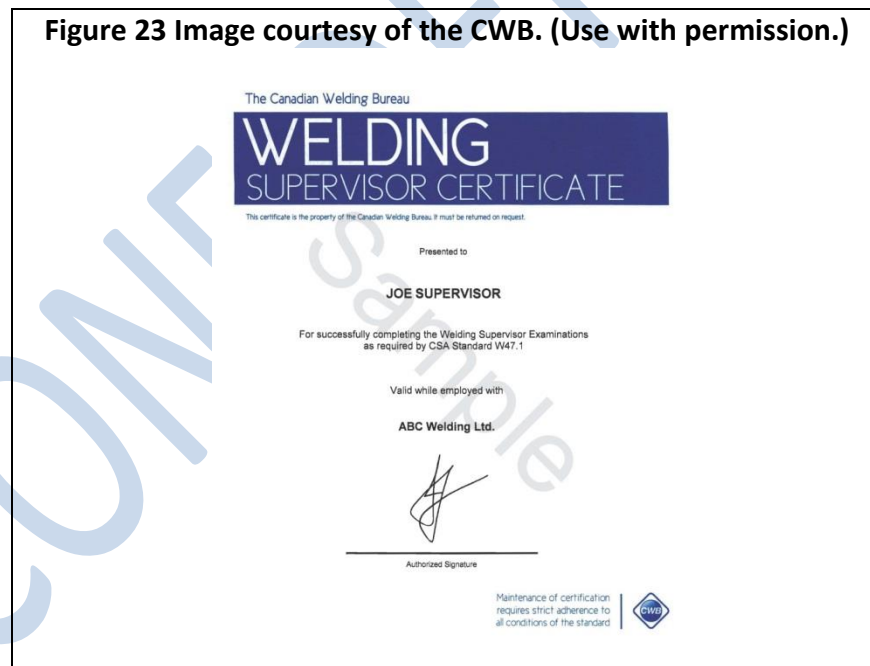 Figure 23 Image courtesy of the CWB. (Use with permission.)
The Canadian Welding Bureau
WELDING
SUPERVISOR CERTIFICATE
This certificate is the property of the Canadian Welding Bureau. It must be returned on request.
Presented to
JOE SUPERVISOR
For successfully completing the Welding Supervisor Examinations
as required by CSA Standard W47.1
Valid while employed with
ABC Welding Ltd.
Sample
Authorized Signature
Maintenance of certification
requires strict adherence to
all conditions of the standard
CWB